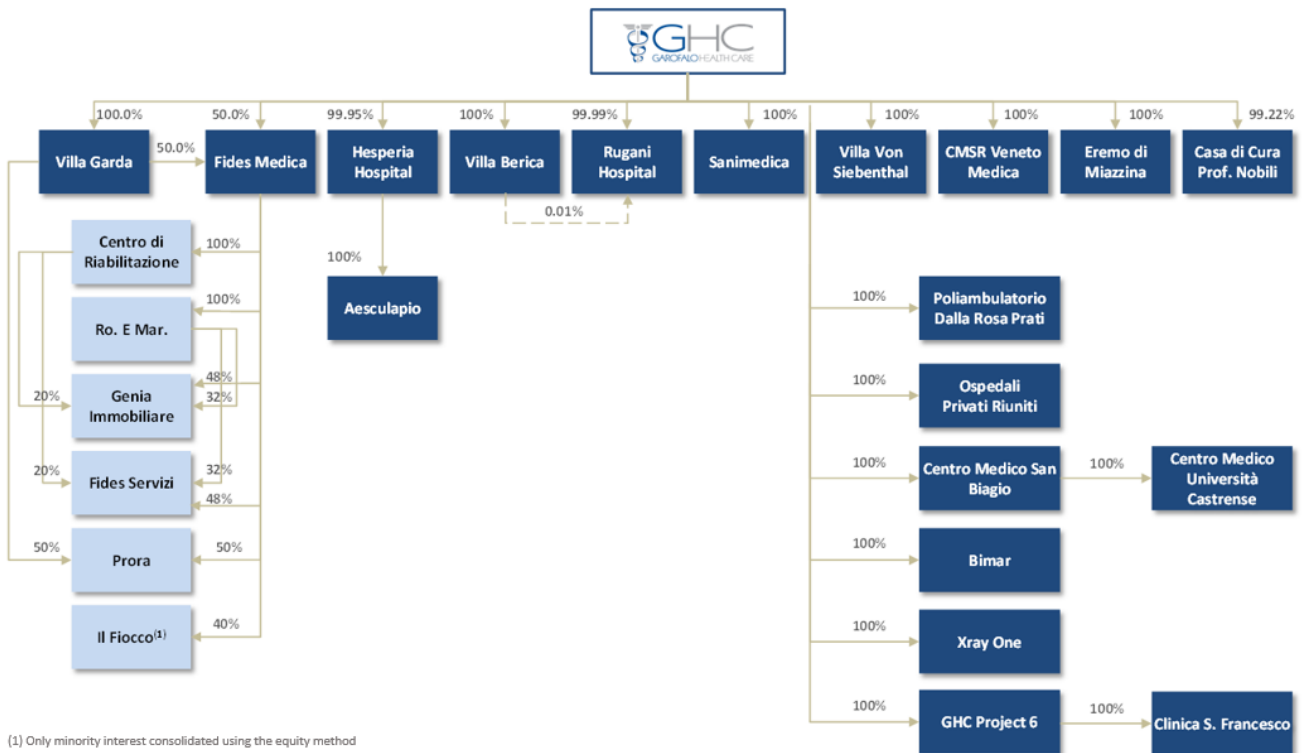 GHC
GAROFALO HEALTH CARE
100.0%
50.0%
99.95%
100%
99.99%
100%
100%
100%
100%
99.22%
Villa Garda
50.0%
Fides Medica
Hesperia
Hospital
Villa Berica
Rugani
Hospital
Sanimedica
Villa Von
Siebenthal
CMSR Veneto
Medica
Eremo di
Miazzina
Casa di Cura
Prof. Nobili
0.01%
Centro di
Riabilitazione
100%
100%
Aesculapio
100%
Poliambulatorio
Dalla Rosa Prati
100%
Ro. E Mar.
48%
20%
Genia
Immobiliare
32%
100%
Ospedali
Privati Riuniti
20%
Fides Servizi
32%
48%
100%
Centro Medico San
Biagio
100%
Centro Medico
Università
Castrense
50%
Prora
50%
100%
Bimar
Il Fiocco(1)
40%
100%
Xray One
100%
GHC Project 6
100%
Clinica S. Francesco
(1) Only minority interest consolidated using the equity method